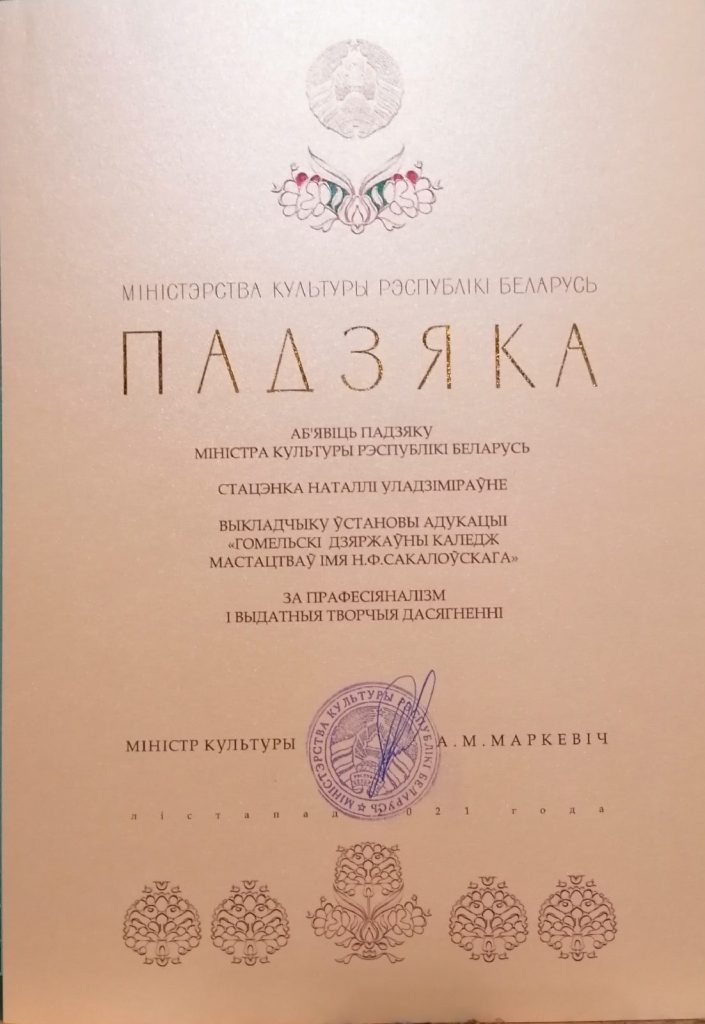 МІНІСТЭРСТВА КУЛЬТУРЫ РЭСПУБЛІКІ БЕЛАРУСЬ
ПАДЗЯКА
АБ'ЯВІЦЬ ПАДЗЯКУ
МІНІСТРА КУЛЬТУРЫ РЭСПУБЛІКІ БЕЛАРУСЬ
СТАЦЭНКА НАТАЛЛІ УЛАДЗІМІРАЎНЕ
ВЫКЛАДЧЫКУ ЎСТАНОВЫ АДУКАЦЫІ
«ГОМЕЛЬСКІ ДЗЯРЖАЎНЫ КАЛЕДЖ
МАСТАЦТВАЎ ІМЯ Н.Ф.САКАЛОЎСКАГА»
ЗА ПРАФЕСІЯНАЛІЗМ
І ВЫДАТНЫЯ ТВОРЧЫЯ ДАСЯГНЕННІ
МІНІСТЭРСТВА КУЛЬТУРЫ РЭСПУБЛІКІ БЕЛАРУСЬ
МІНІСТР КУЛЬТУРЫ А.М.МАРКЕВІЧ
лістапад 2021 года